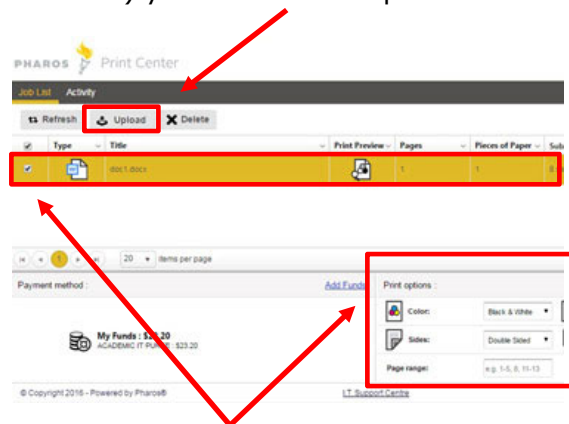 PHAROS Print Center
Job List Activity
Refresh Upload Delete
Type Title Print Preview Pages Pieces of Paper
doc1.docx 1 1
1 20 items per page
Payment method : Add Funds Print options :
Color: Black & White
My Funds : $23.20
ACADEMIC IT PURSE : $23.20
Sides: Double Sided
Page range: e.g. 1-5, 8, 11-13
© Copyright 2016 - Powered by Pharos® I.T. Support Centre